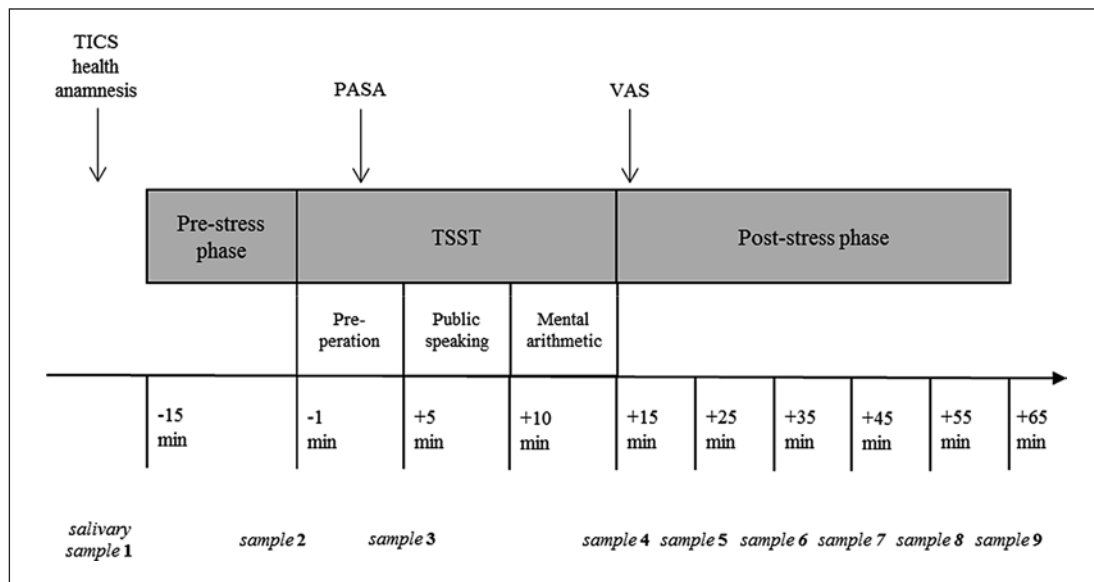 TICS
health
anamnesis
PASA
VAS
Pre-stress
phase
TSST
Post-stress phase
Pre-
peration
Public
speaking
Mental
arithmetic
-15
min
-1
min
+5
min
+10
min
+15
min
+25
min
+35
min
+45
min
+55
min
+65
min
salivary
sample 1
sample 2
sample 3
sample 4
sample 5
sample 6
sample 7
sample 8
sample 9